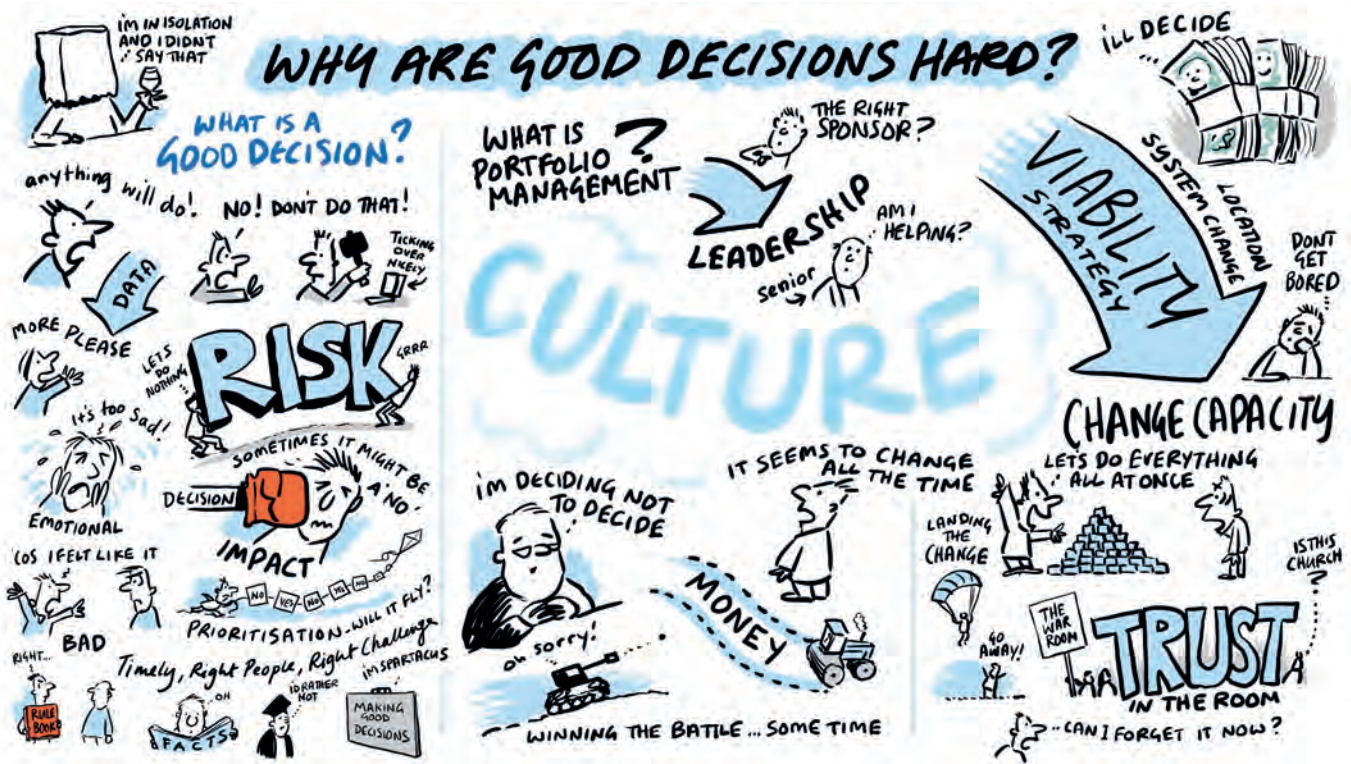 I'M IN ISOLATION
AND I DIDN'T
SAY THAT
WHY ARE GOOD DECISIONS HARD?
I'LL DECIDE
WHAT IS A
GOOD DECISION?
anything will do!
NO! DON'T DO THAT!
TICKING
OVER
NICELY
DATA
MORE PLEASE
LETS
DO
NOTHING
RISK
GRRR
It's too sad!
EMOTIONAL
SOMETIMES IT MIGHT BE
A 'NO'
DECISION
IMPACT
'COS I FELT LIKE IT
BAD
NO
YES
NO
PRIORITISATION - WILL IT FLY?
Timely, Right People, Right Challenge
RIGHT...
RULE
BOOK
OH
FACTS
I'D RATHER
NOT
I'M SPARTACUS
MAKING
GOOD
DECISIONS
WHAT IS
PORTFOLIO
MANAGEMENT?
THE RIGHT
SPONSOR?
LEADERSHIP
AM I
HELPING?
senior
CULTURE
I'M DECIDING NOT
TO DECIDE
IT SEEMS TO CHANGE
ALL THE TIME
MONEY
oh sorry!
WINNING THE BATTLE... SOME TIME
VIABILITY
STRATEGY
SYSTEM CHANGE
LOCATION
DON'T
GET
BORED
CHANGE CAPACITY
LET'S DO EVERYTHING
ALL AT ONCE
LANDING
THE
CHANGE
GO
AWAY!
THE
WAR
ROOM
IS THIS
CHURCH
?
TRUST
IN THE ROOM
CAN I FORGET IT NOW?